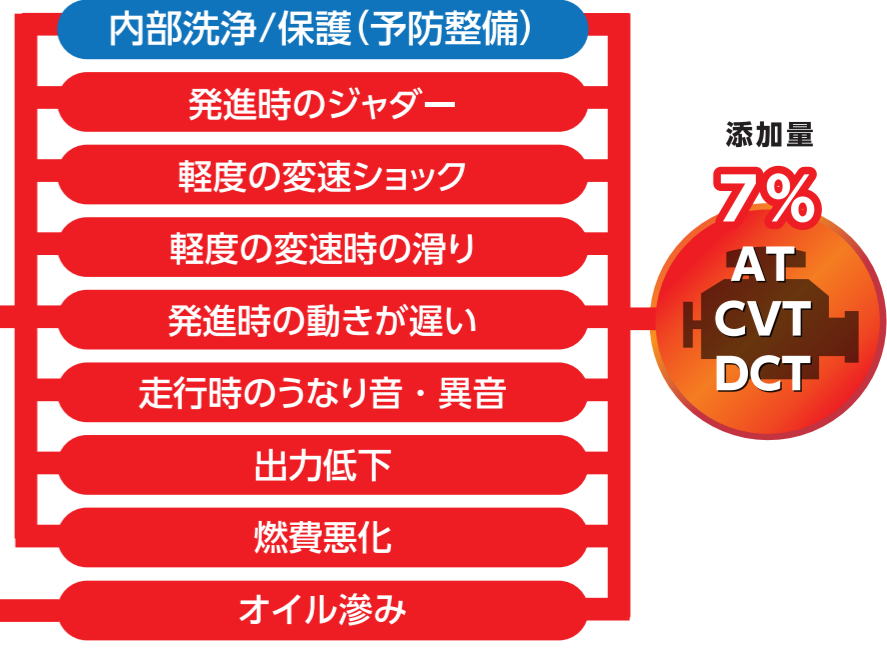 内部洗浄/保護(予防整備)
発進時のジャダー
軽度の変速ショック
軽度の変速時の滑り
発進時の動きが遅い
走行時のうなり音・異音
出力低下
燃費悪化
オイル滲み
添加量
7%
AT
CVT
DCT